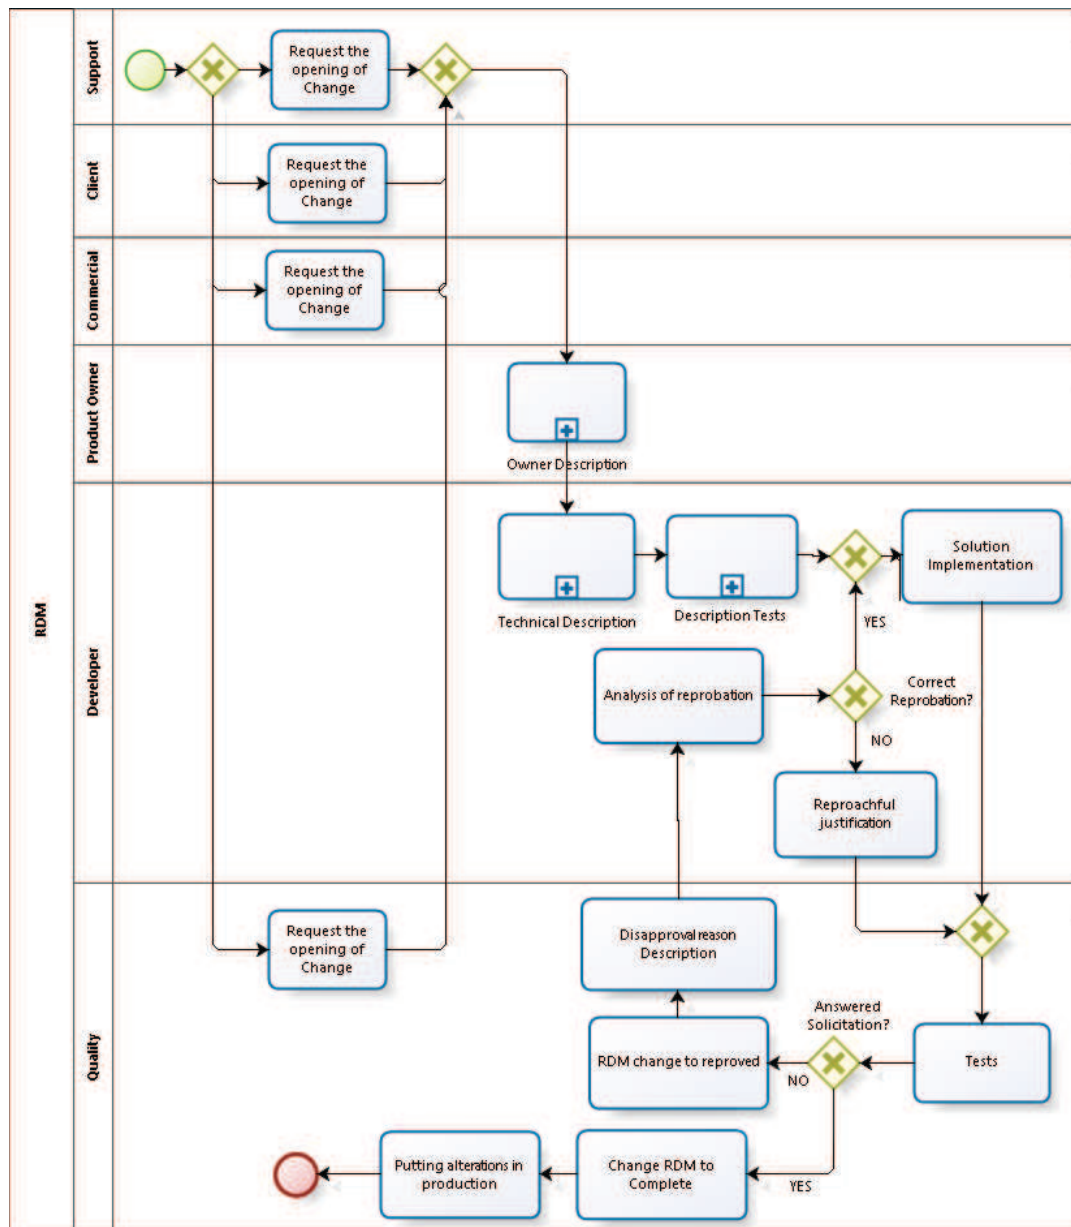 RDM
Support
Request the
opening of
Change
Client
Request the
opening of
Change
Commercial
Request the
opening of
Change
Product Owner
Owner Description
Developer
Technical Description
Description Tests
Solution
Implementation
YES
Analysis of reprobation
Correct
Reprobation?
NO
Reproachful
justification
Quality
Request the
opening of
Change
Disapprovalreason
Description
Answered
Solicitation?
RDM change to reproved
NO
Tests
Putting alterations in
production
Change RDM to
Complete
YES